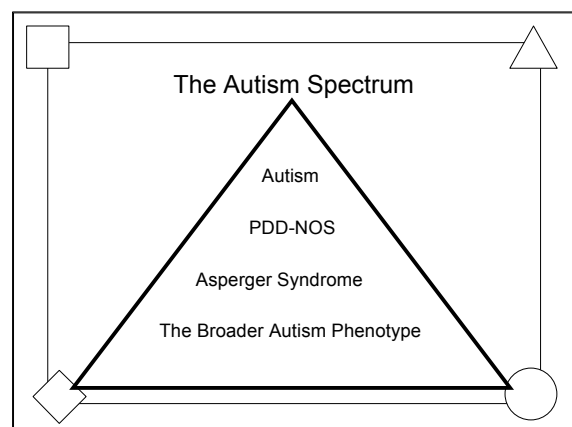 The Autism Spectrum
Autism
PDD-NOS
Asperger Syndrome
The Broader Autism Phenotype